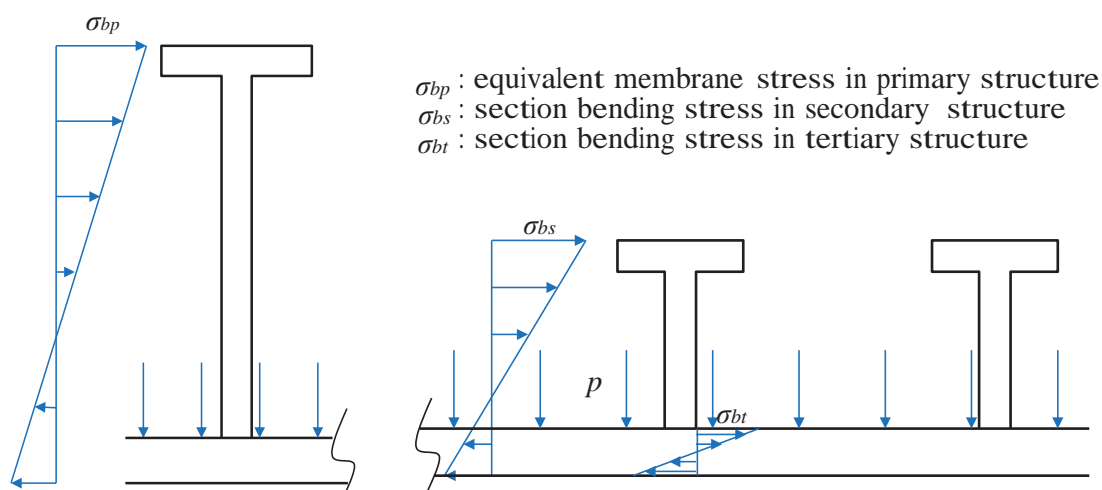 σbp
σbp : equivalent membrane stress in primary structure
σbs : section bending stress in secondary structure
σbt : section bending stress in tertiary structure
σbs
p
σbt